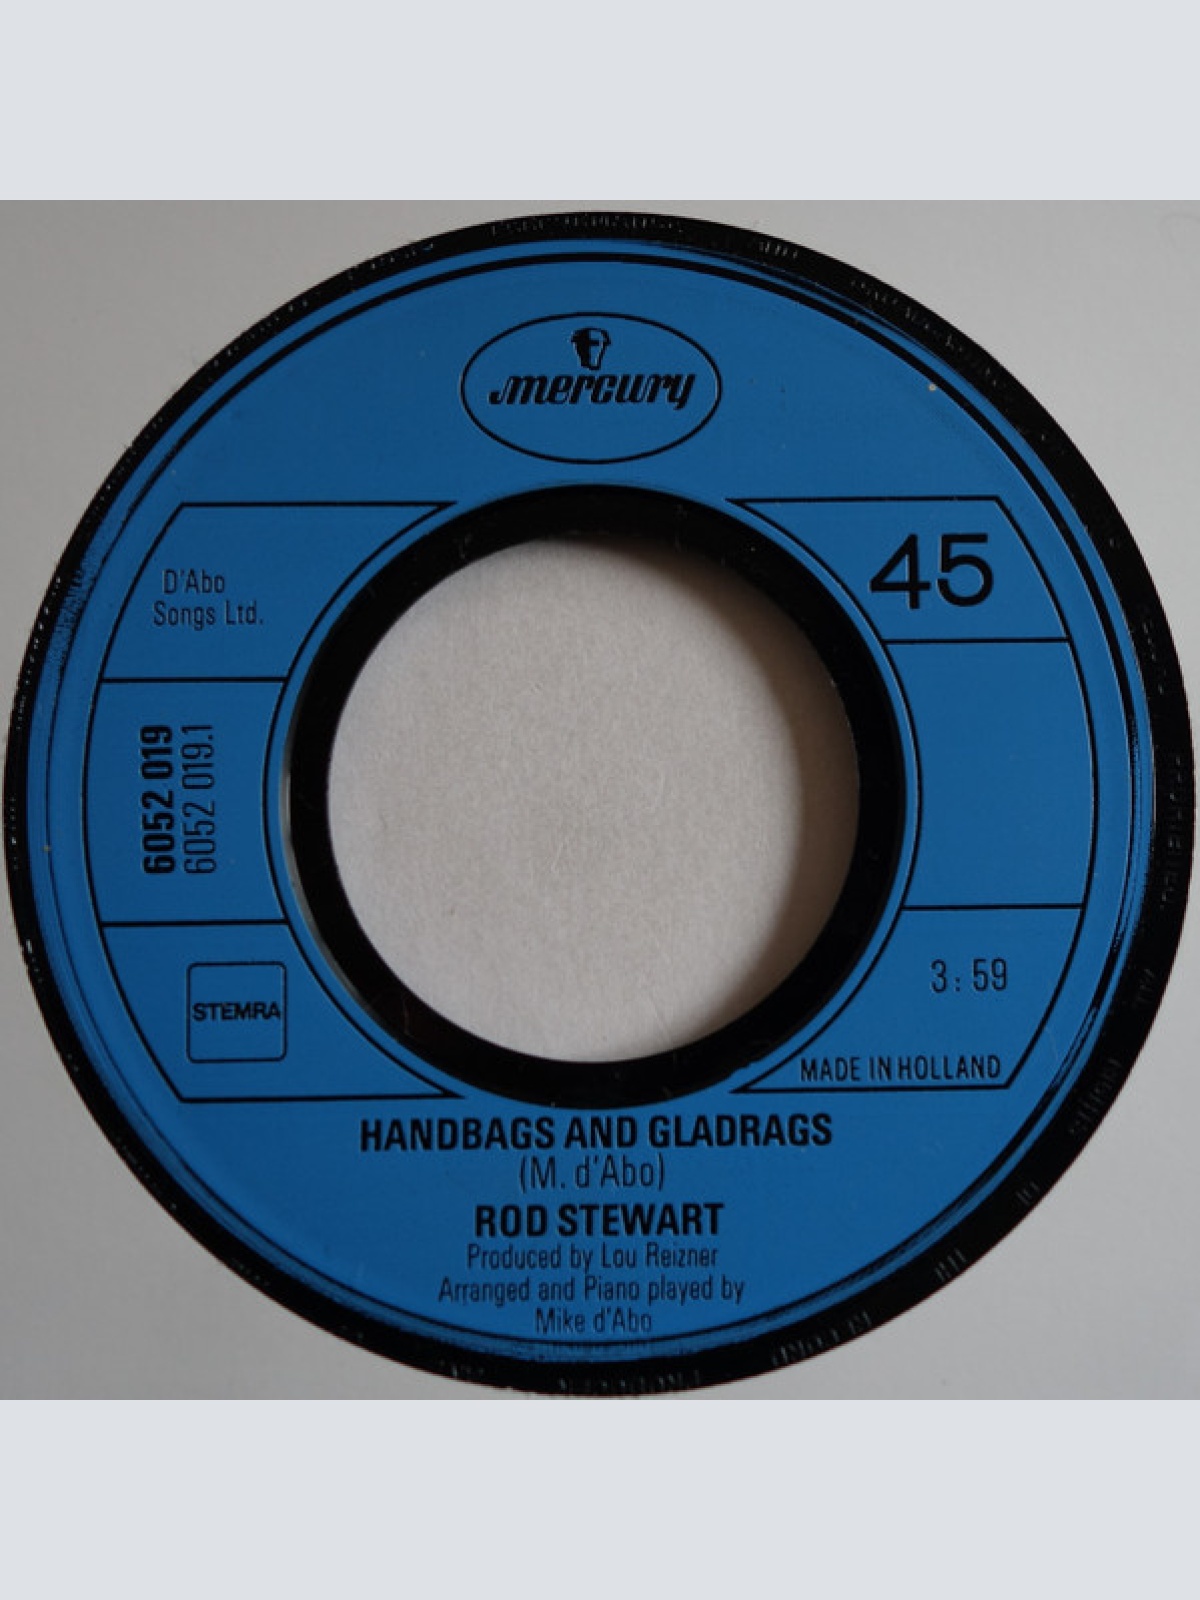 mercury
D'Abo
Songs Ltd.
45
6052 019
6052 019.1
STEMRA
3:59
MADE IN HOLLAND
HANDBAGS AND GLADRAGS
(M. d'Abo)
ROD STEWART
Produced by Lou Reizner
Arranged and Piano played by
Mike d'Abo